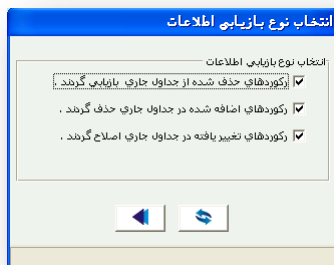 انتخاب نوع بازيابي اطلاعات
انتخاب نوع بازيابي اطلاعات
رکوردهاي حذف شده از جداول جاري بازيابي گردند .
رکوردهاي اضافه شده در جداول جاري حذف گردند .
رکوردهاي تغيير يافته در جداول جاري اصلاح گردند .